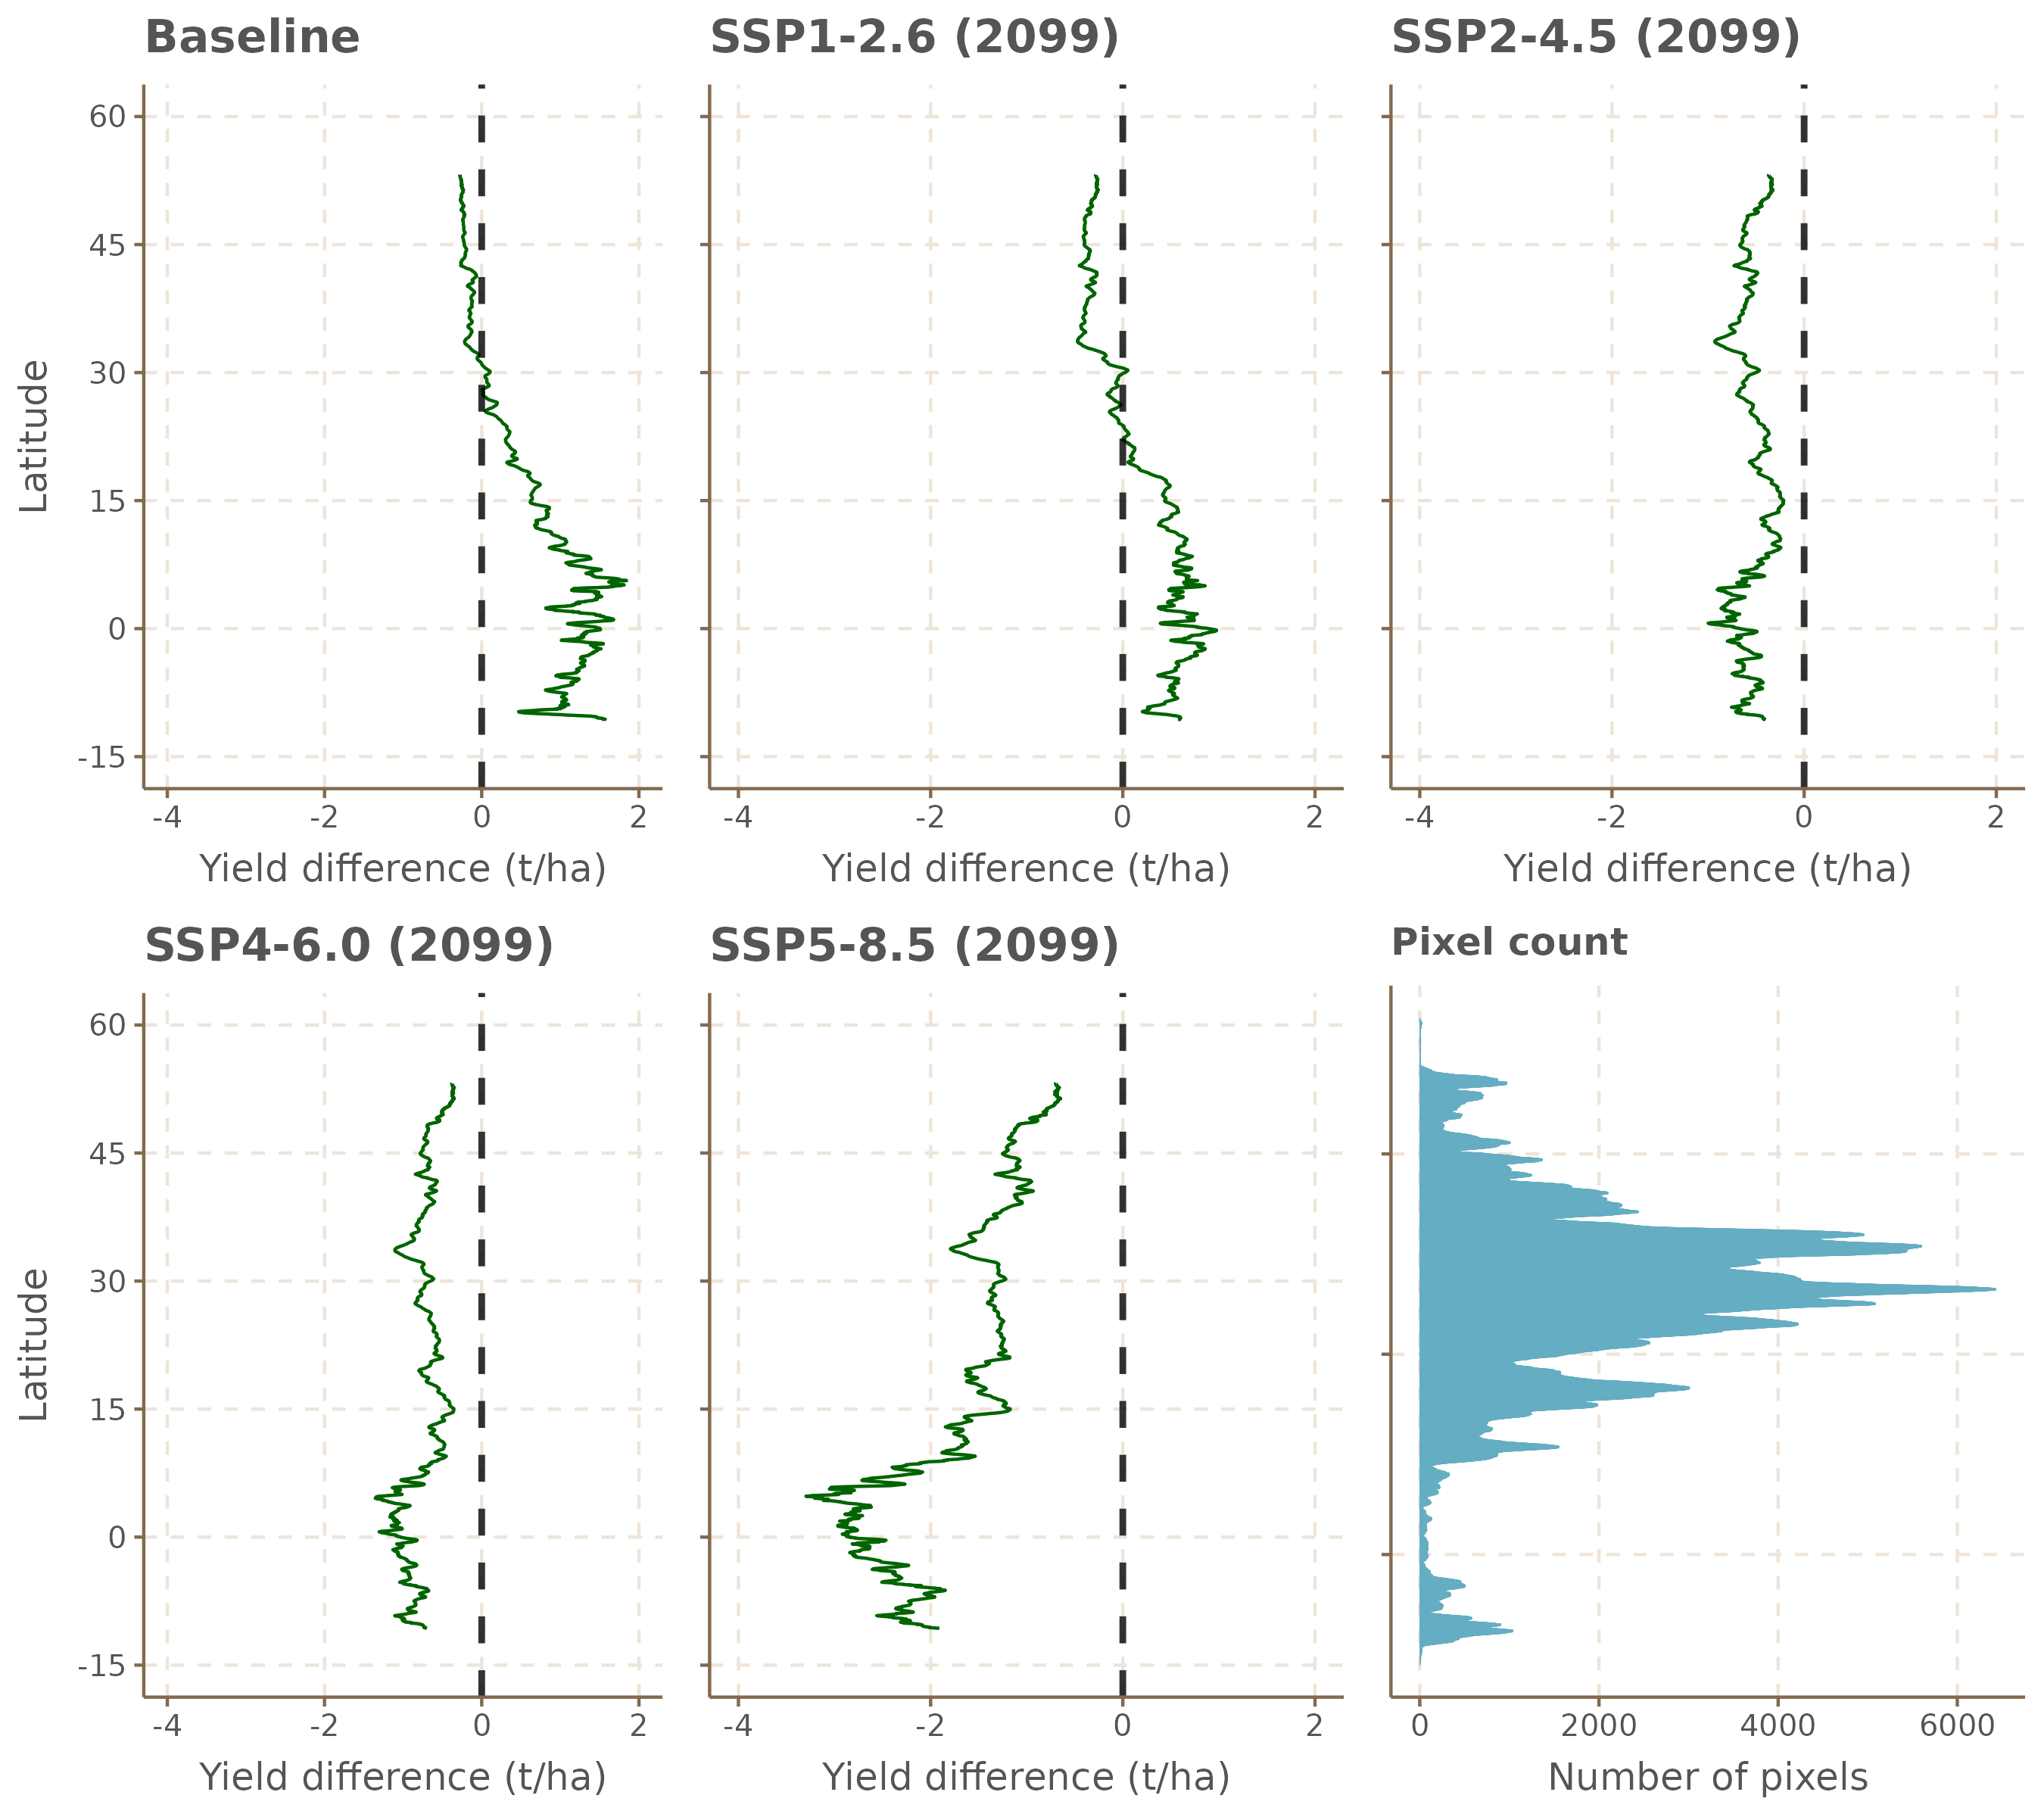 Baseline
SSP1-2.6 (2099)
SSP2-4.5 (2099)
Latitude
60
45
30
15
0
-15
-4
-2
0
2
-4
-2
0
2
-4
-2
0
2
Yield difference (t/ha)
Yield difference (t/ha)
Yield difference (t/ha)
SSP4-6.0 (2099)
SSP5-8.5 (2099)
Pixel count
Latitude
60
45
30
15
0
-15
-4
-2
0
2
-4
-2
0
2
0
2000
4000
6000
Yield difference (t/ha)
Yield difference (t/ha)
Number of pixels